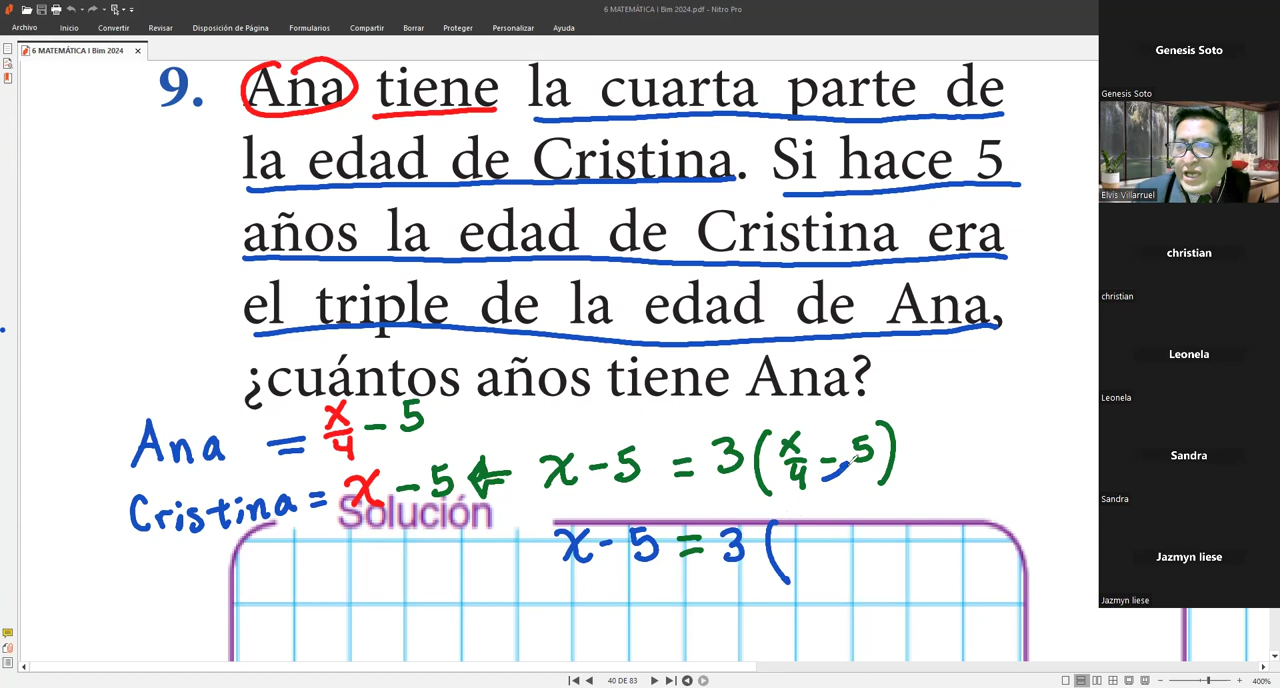 6 MATEMÁTICA I Bim 2024.pdf - Nitro Pro
Archivo Inicio Convertir Revisar Disposición de Página Formularios Compartir Borrar Proteger Personalizar Ayuda
6 MATEMÁTICA I Bim 2024
9. Ana tiene la cuarta parte de
la edad de Cristina. Si hace 5
años la edad de Cristina era
el triple de la edad de Ana,
¿cuántos años tiene Ana?
Ana = x/4 - 5
Cristina = x - 5 ← x - 5 = 3(x/4 - 5)
Solución
x - 5 = 3(
Genesis Soto
Genesis Soto
Elvis Villarruel
christian
christian
Leonela
Leonela
Sandra
Sandra
Jazmyn liese
Jazmyn liese
40 DE 83
400%